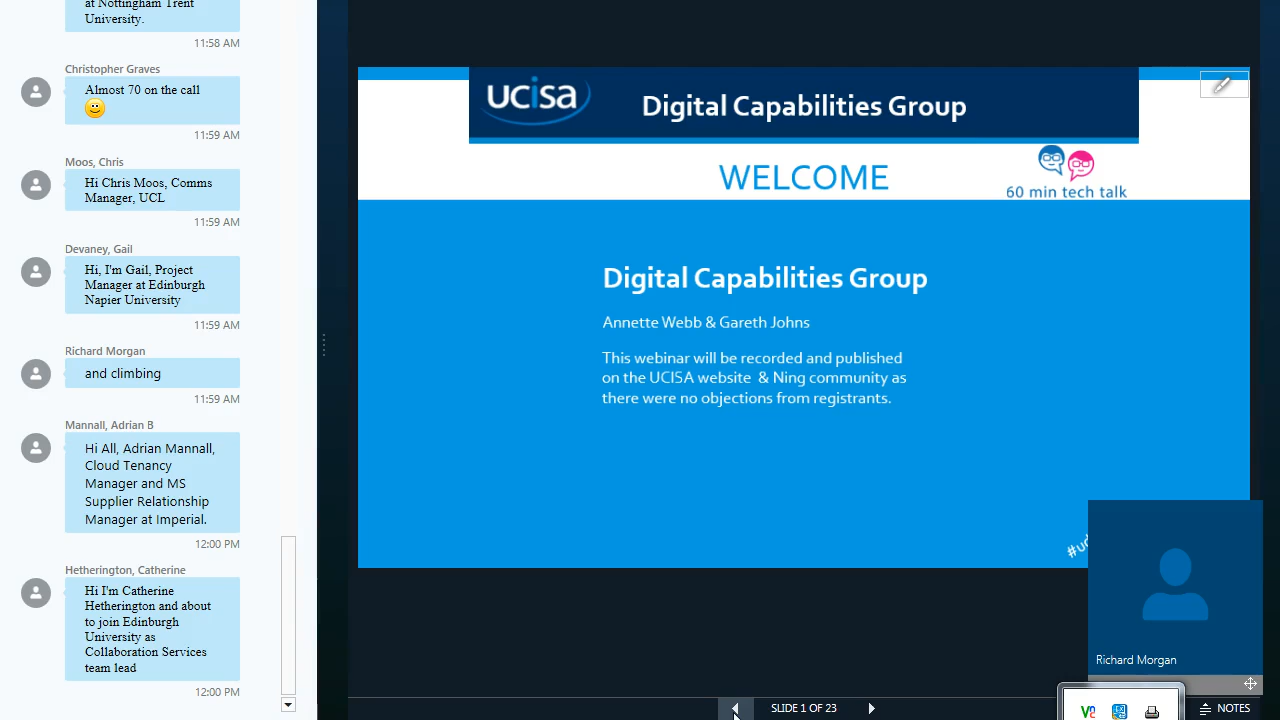 at Nottingham Trent
University.
11:58 AM
Christopher Graves
Almost 70 on the call
11:59 AM
Moos, Chris
Hi Chris Moos, Comms
Manager, UCL
11:59 AM
Devaney, Gail
Hi, I'm Gail, Project
Manager at Edinburgh
Napier University
11:59 AM
Richard Morgan
and climbing
11:59 AM
Mannall, Adrian B
Hi All, Adrian Mannall,
Cloud Tenancy
Manager and MS
Supplier Relationship
Manager at Imperial.
12:00 PM
Hetherington, Catherine
Hi I'm Catherine
Hetherington and about
to join Edinburgh
University as
Collaboration Services
team lead
12:00 PM
ucisa
Digital Capabilities Group
WELCOME
60 min tech talk
Digital Capabilities Group
Annette Webb & Gareth Johns
This webinar will be recorded and published
on the UCISA website & Ning community as
there were no objections from registrants.
Richard Morgan
SLIDE 1 OF 23
NOTES